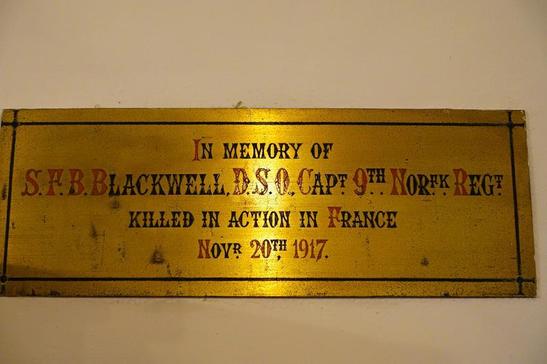 In memory of
S.F.B. Blackwell, D.S.O. Capt 9th Norfk. Regt
killed in action in France
Novr 20th, 1917.